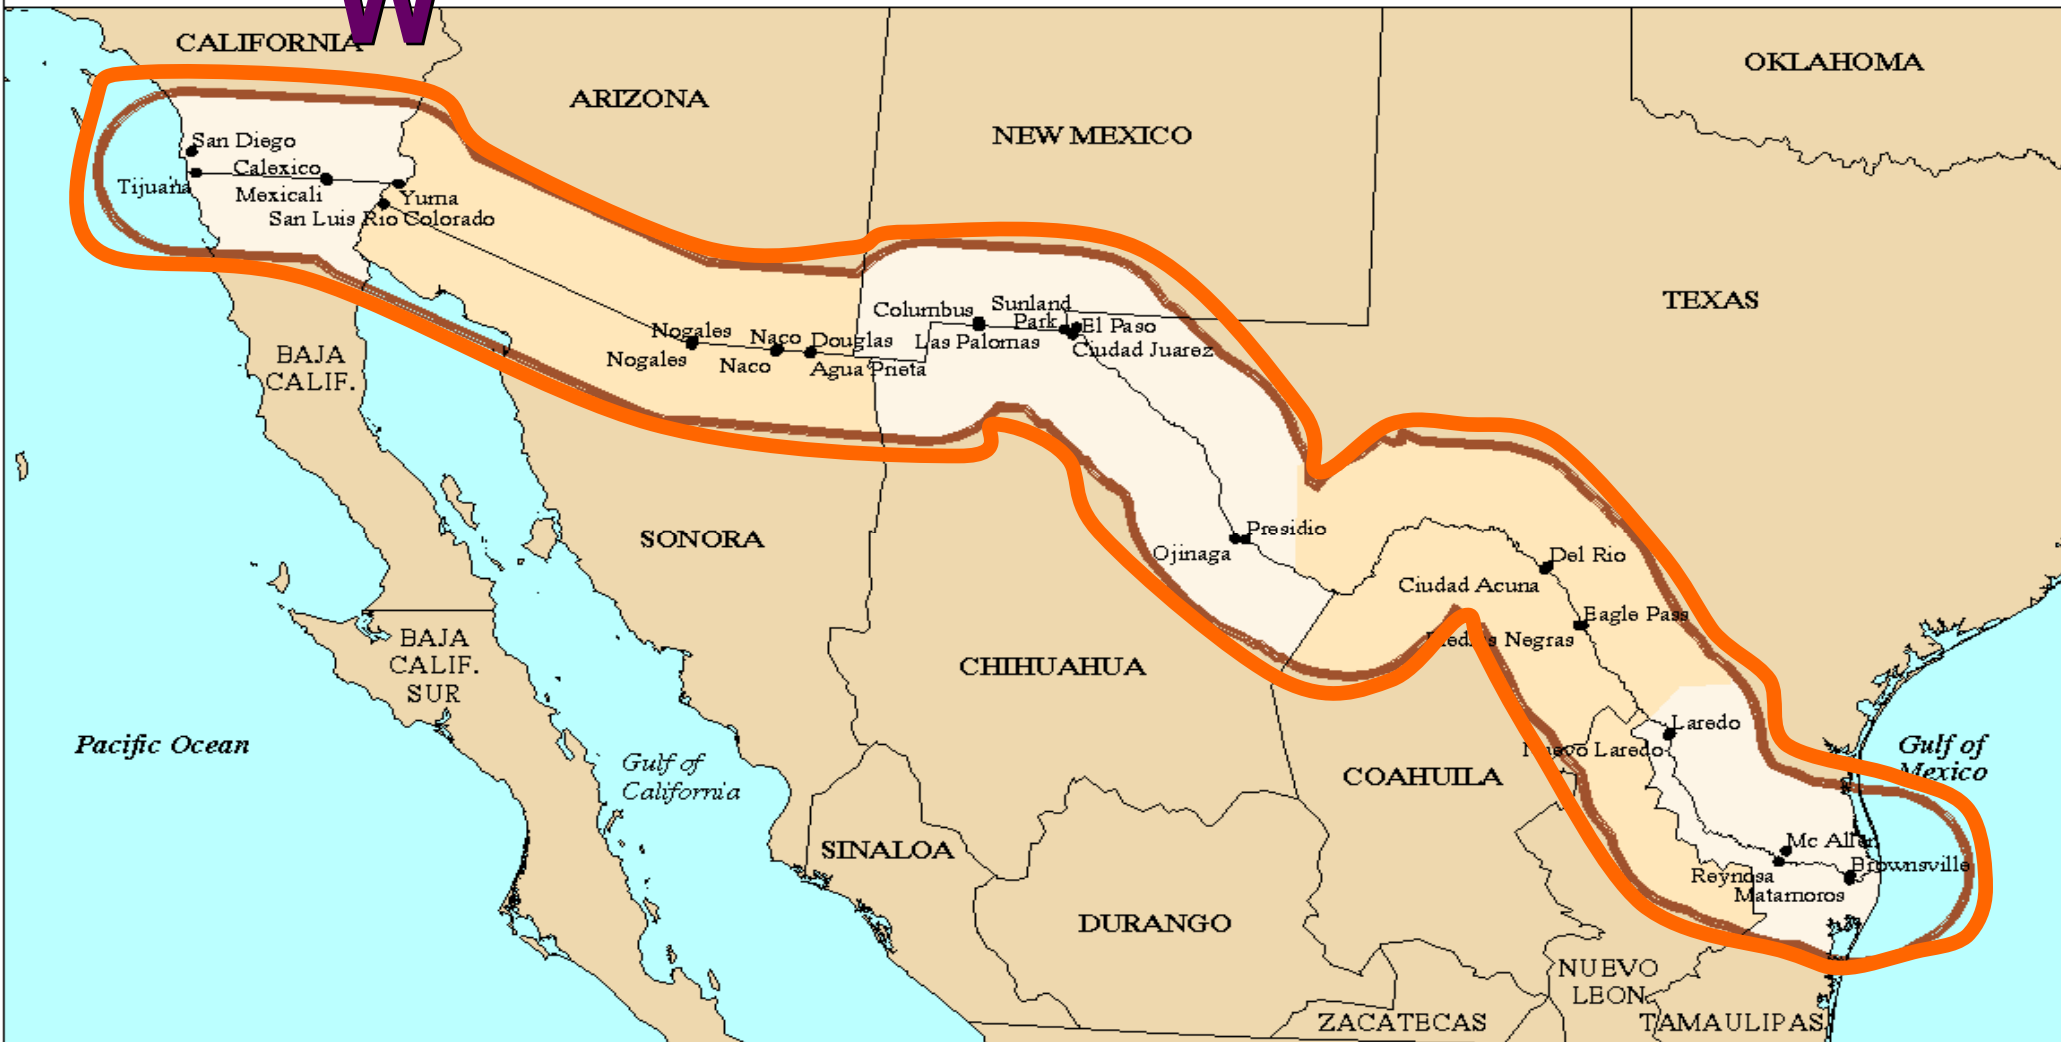 W
CALIFORNIA
ARIZONA
NEW MEXICO
OKLAHOMA
TEXAS
San Diego
Calexico
Tijuana
Mexicali
Yuma
San Luis Rio Colorado
Nogales
Nogales
Naco
Naco
Douglas
Agua Prieta
Columbus
Las Palomas
Sunland
Park
El Paso
Ciudad Juarez
BAJA
CALIF.
SONORA
Presidio
Ojinaga
Del Rio
Ciudad Acuna
Eagle Pass
Piedras Negras
BAJA
CALIF.
SUR
CHIHUAHUA
Pacific Ocean
Gulf of
California
COAHUILA
Laredo
Nuevo Laredo
Gulf of
Mexico
SINALOA
DURANGO
Mc Allen
Reynosa
Brownsville
Matamoros
NUEVO
LEON
ZACATECAS
TAMAULIPAS